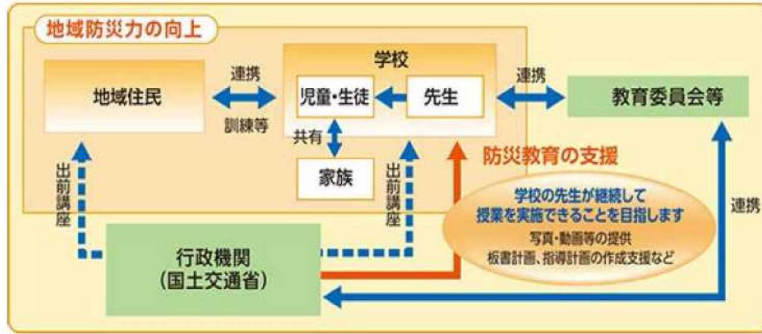 地域防災力の向上
学校
地域住民
連携
訓練等
児童・生徒
先生
共有
家族
連携
教育委員会等
防災教育の支援
出前講座
出前講座
学校の先生が継続して
授業を実施できることを目指します
写真・動画等の提供
板書計画、指導計画の作成支援など
連携
行政機関
（国土交通省）